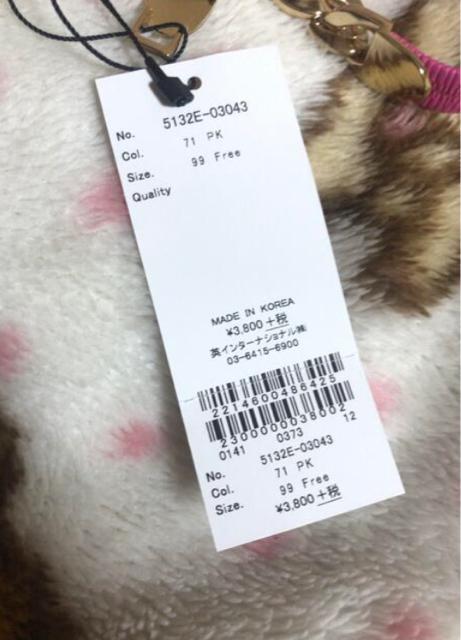 No. 5132E-03043
Col. 71 PK
Size. 99 Free
Quality
MADE IN KOREA
¥3,800+税
英インターナショナル㈱
03-6415-6900
2214600486425
2300000038002
0141 0373 12
No. 5132E-03043
Col. 71 PK
Size. 99 Free
¥3,800+税